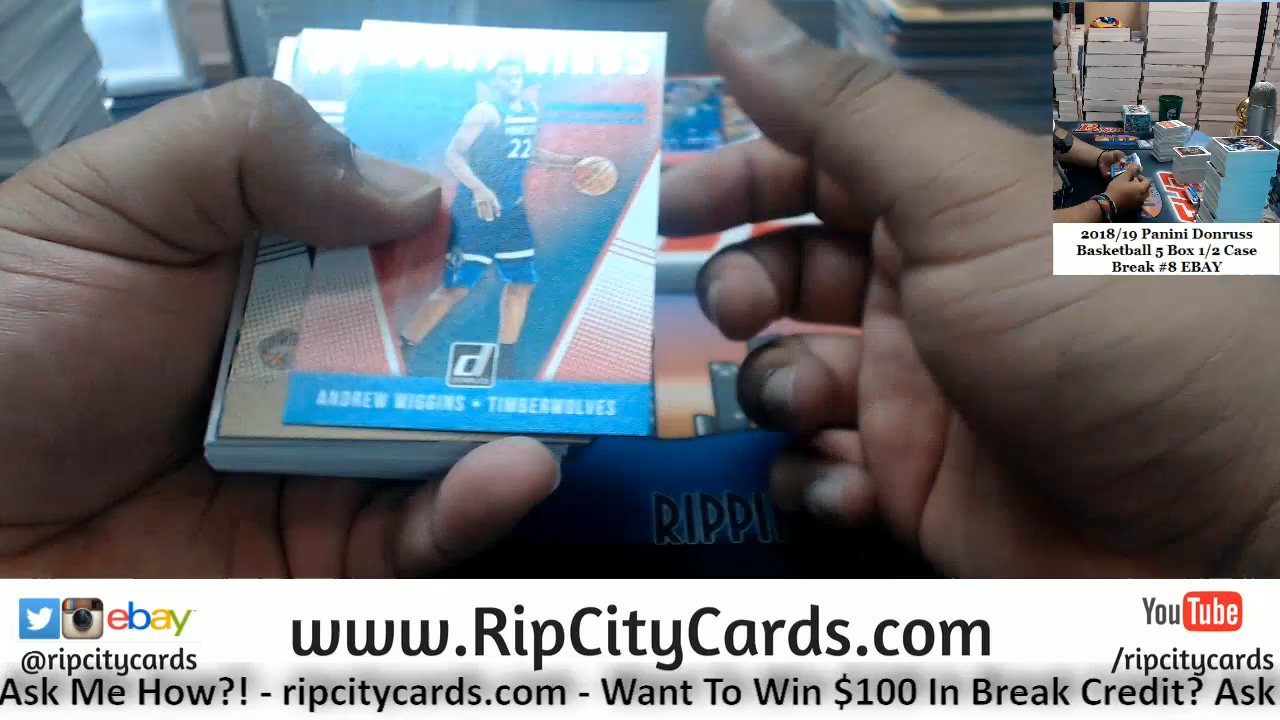 22
d
ANDREW WIGGINS • TIMBERWOLVES
RIPPI
2018/19 Panini Donruss
Basketball 5 Box 1/2 Case
Break #8 EBAY
ebay
@ripcitycards
www.RipCityCards.com
YouTube
/ripcitycards
Ask Me How?! - ripcitycards.com - Want To Win $100 In Break Credit? Ask